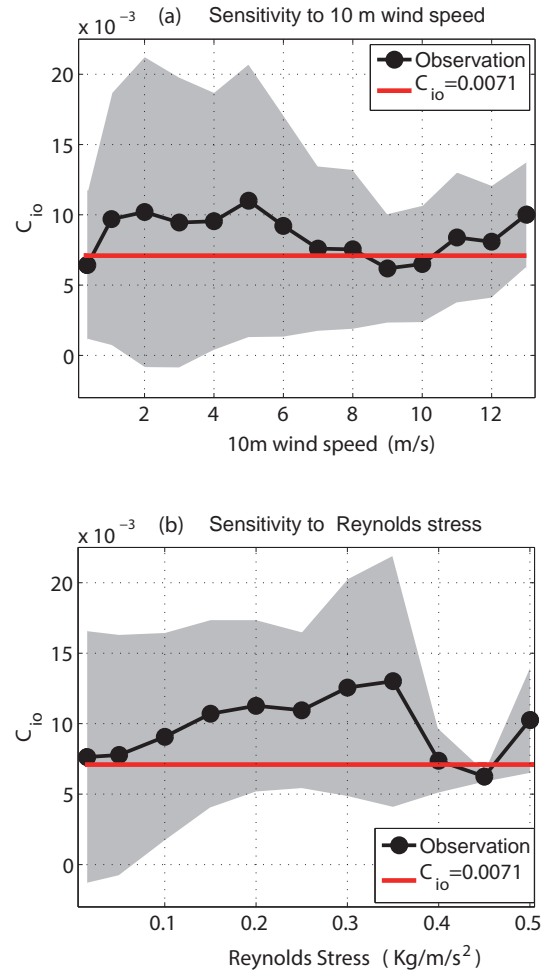 x 10⁻³ (a) Sensitivity to 10 m wind speed
Observation
C_io=0.0071
20
15
10
5
0
C_io
2 4 6 8 10 12
10m wind speed (m/s)
x 10⁻³ (b) Sensitivity to Reynolds stress
20
15
10
5
0
C_io
Observation
C_io=0.0071
0.1 0.2 0.3 0.4 0.5
Reynolds Stress (Kg/m/s²)